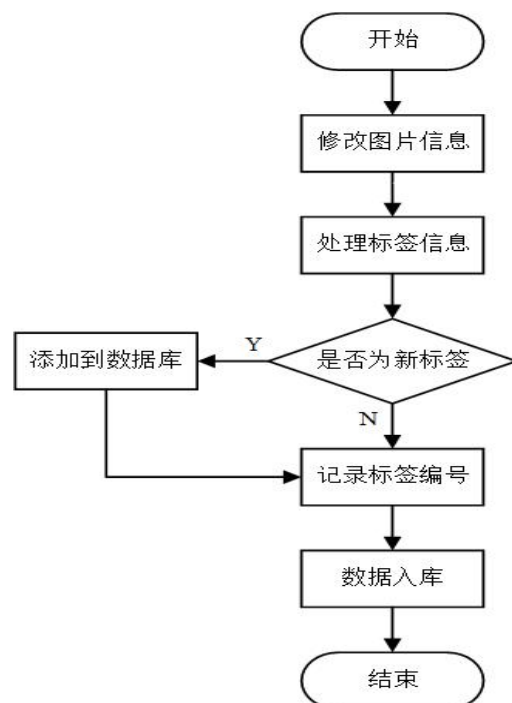 开始
修改图片信息
处理标签信息
是否为新标签
Y
添加到数据库
N
记录标签编号
数据入库
结束